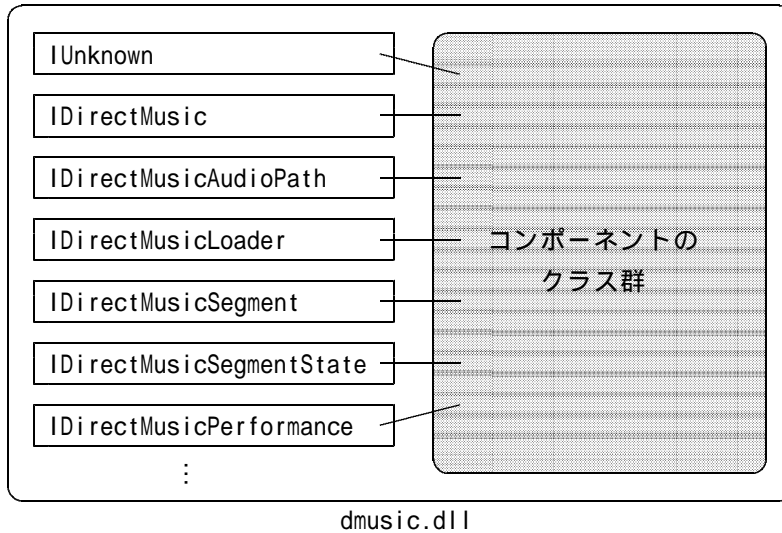 IUnknown
IDirectMusic
IDirectMusicAudioPath
IDirectMusicLoader
IDirectMusicSegment
IDirectMusicSegmentState
IDirectMusicPerformance
⋮
コンポーネントの
クラス群
dmusic.dll